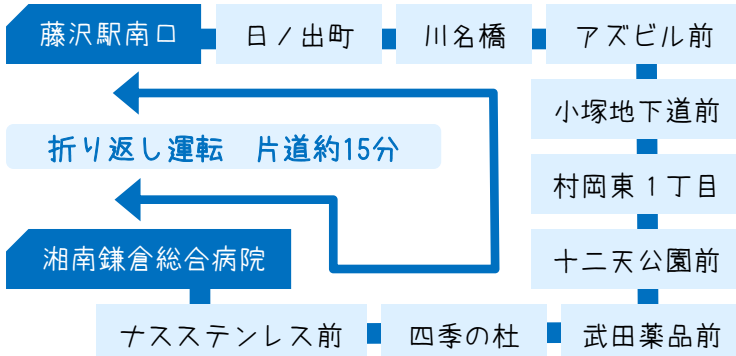 藤沢駅南口
日ノ出町
川名橋
アズビル前
小塚地下道前
折り返し運転　片道約15分
村岡東1丁目
十二天公園前
湘南鎌倉総合病院
ナスステンレス前
四季の杜
武田薬品前